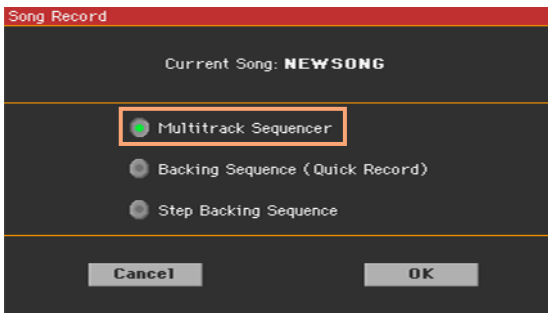 Song Record
Current Song: NEWSONG
Multitrack Sequencer
Backing Sequence (Quick Record)
Step Backing Sequence
Cancel OK